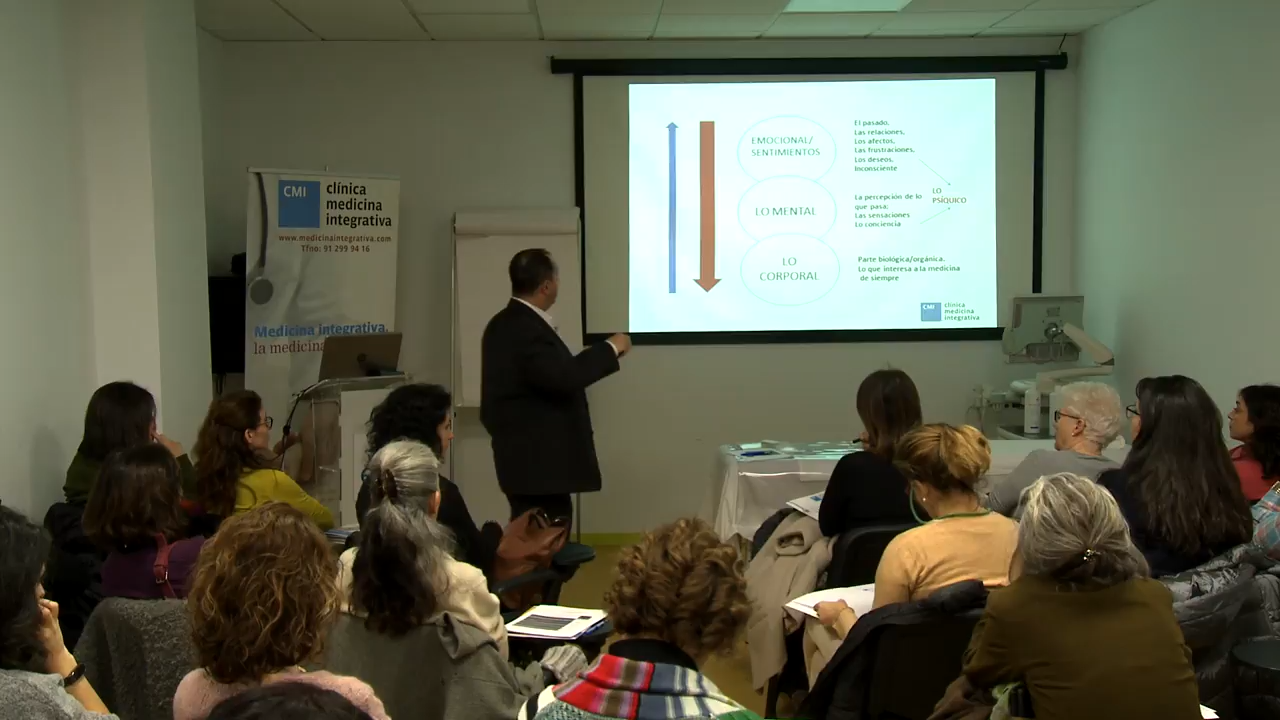 CMI
clínica
medicina
integrativa
www.medicinaintegrativa.com
Tfno: 91 299 94 16
Medicina integrativa,
la medicina
EMOCIONAL/
SENTIMIENTOS
LO MENTAL
LO
CORPORAL
El pasado,
Las relaciones,
Los afectos,
Las frustraciones,
Los deseos,
Inconsciente
La percepción de lo
que pasa;
Las sensaciones
Lo conciencia
LO
PSÍQUICO
Parte biológica/orgánica.
Lo que interesa a la medicina
de siempre
CMI
clínica
medicina
integrativa